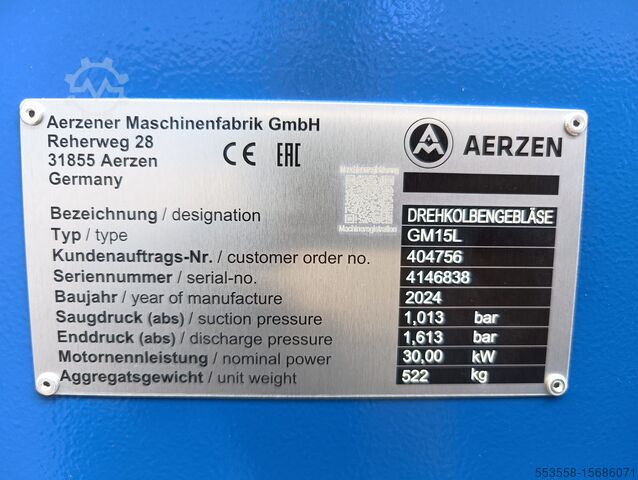 Aerzener Maschinenfabrik GmbH
Reherweg 28
31855 Aerzen
Germany
CE EAC
AERZEN
Maschinenregistrierung
Machineregistration
Bezeichnung / designation DREHKOLBENGEBLÄSE
Typ / type GM15L
Kundenauftrags-Nr. / customer order no. 404756
Seriennummer / serial-no. 4146838
Baujahr / year of manufacture 2024
Saugdruck (abs) / suction pressure 1,013 bar
Enddruck (abs) / discharge pressure 1,613 bar
Motornennleistung / nominal power 30,00 kW
Aggregatsgewicht / unit weight 522 kg
553558-15686071